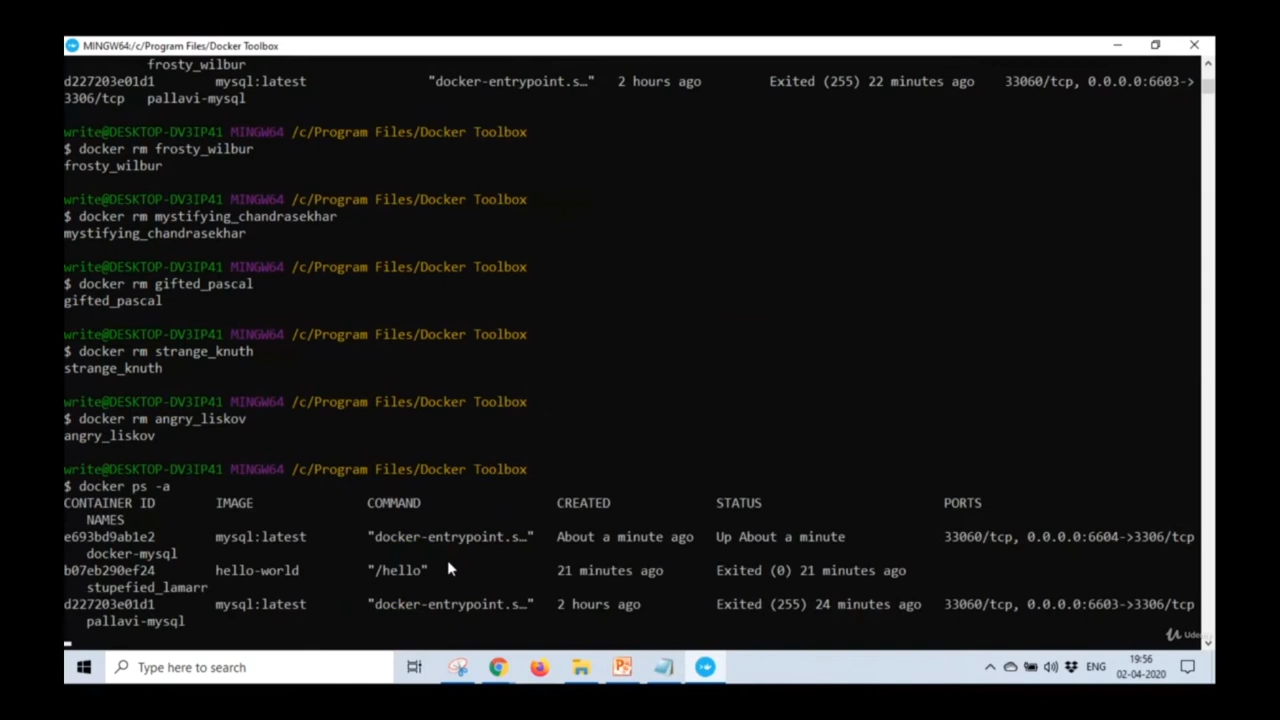 MINGW64:/c/Program Files/Docker Toolbox
frosty_wilbur
d227203e01d1 mysql:latest "docker-entrypoint.s…" 2 hours ago Exited (255) 22 minutes ago 33060/tcp, 0.0.0.0:6603->
3306/tcp pallavi-mysql
write@DESKTOP-DV3IP41 MINGW64 /c/Program Files/Docker Toolbox
$ docker rm frosty_wilbur
frosty_wilbur
write@DESKTOP-DV3IP41 MINGW64 /c/Program Files/Docker Toolbox
$ docker rm mystifying_chandrasekhar
mystifying_chandrasekhar
write@DESKTOP-DV3IP41 MINGW64 /c/Program Files/Docker Toolbox
$ docker rm gifted_pascal
gifted_pascal
write@DESKTOP-DV3IP41 MINGW64 /c/Program Files/Docker Toolbox
$ docker rm strange_knuth
strange_knuth
write@DESKTOP-DV3IP41 MINGW64 /c/Program Files/Docker Toolbox
$ docker rm angry_liskov
angry_liskov
write@DESKTOP-DV3IP41 MINGW64 /c/Program Files/Docker Toolbox
$ docker ps -a
CONTAINER ID IMAGE COMMAND CREATED STATUS PORTS
NAMES
e693bd9ab1e2 mysql:latest "docker-entrypoint.s…" About a minute ago Up About a minute 33060/tcp, 0.0.0.0:6604->3306/tcp
docker-mysql
b07eb290ef24 hello-world "/hello" 21 minutes ago Exited (0) 21 minutes ago
stupefied_lamarr
d227203e01d1 mysql:latest "docker-entrypoint.s…" 2 hours ago Exited (255) 24 minutes ago 33060/tcp, 0.0.0.0:6603->3306/tcp
pallavi-mysql
Type here to search
ENG
19:56
02-04-2020